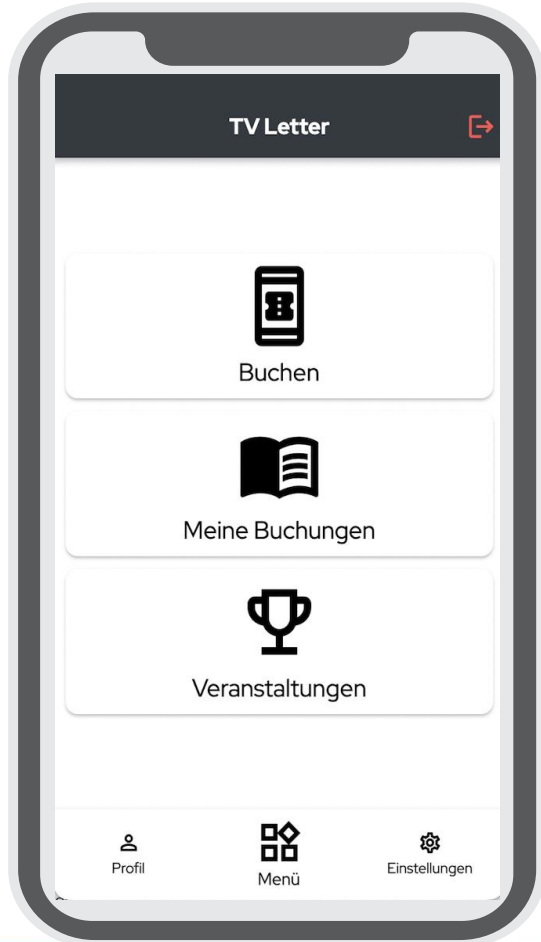 TV Letter
Buchen
Meine Buchungen
Veranstaltungen
Profil
Menü
Einstellungen